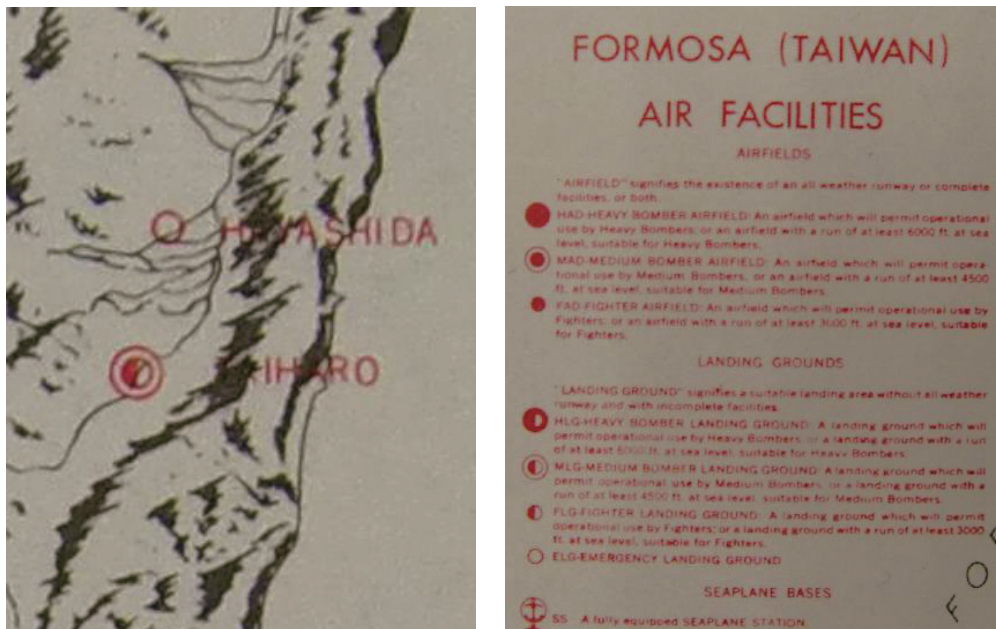 HAYASHIDA
IHARO
FORMOSA (TAIWAN)
AIR FACILITIES
AIRFIELDS
"AIRFIELD" signifies the existence of an all weather runway or complete
facilities, or both.
HAD-HEAVY BOMBER AIRFIELD: An airfield which will permit operational
use by Heavy Bombers, or an airfield with a run of at least 6000 ft. at sea
level, suitable for Heavy Bombers.
MAD-MEDIUM BOMBER AIRFIELD: An airfield which will permit opera-
tional use by Medium Bombers, or an airfield with a run of at least 4500
ft. at sea level, suitable for Medium Bombers.
FAD-FIGHTER AIRFIELD: An airfield which will permit operational use by
Fighters; or an airfield with a run of at least 3000 ft. at sea level, suitable
for Fighters.
LANDING GROUNDS
"LANDING GROUND" signifies a suitable landing area without all weather
runway and with incomplete facilities.
HLG-HEAVY BOMBER LANDING GROUND: A landing ground which will
permit operational use by Heavy Bombers, or a landing ground with a run
of at least 6000 ft. at sea level, suitable for Heavy Bombers.
MLG-MEDIUM BOMBER LANDING GROUND: A landing ground which will
permit operational use by Medium Bombers, or a landing ground with a
run of at least 4500 ft. at sea level, suitable for Medium Bombers.
FLG-FIGHTER LANDING GROUND: A landing ground which will permit
operational use by Fighters; or a landing ground with a run of at least 3000
ft. at sea level, suitable for Fighters.
ELG-EMERGENCY LANDING GROUND
SEAPLANE BASES
SS A fully equipped SEAPLANE STATION
F O